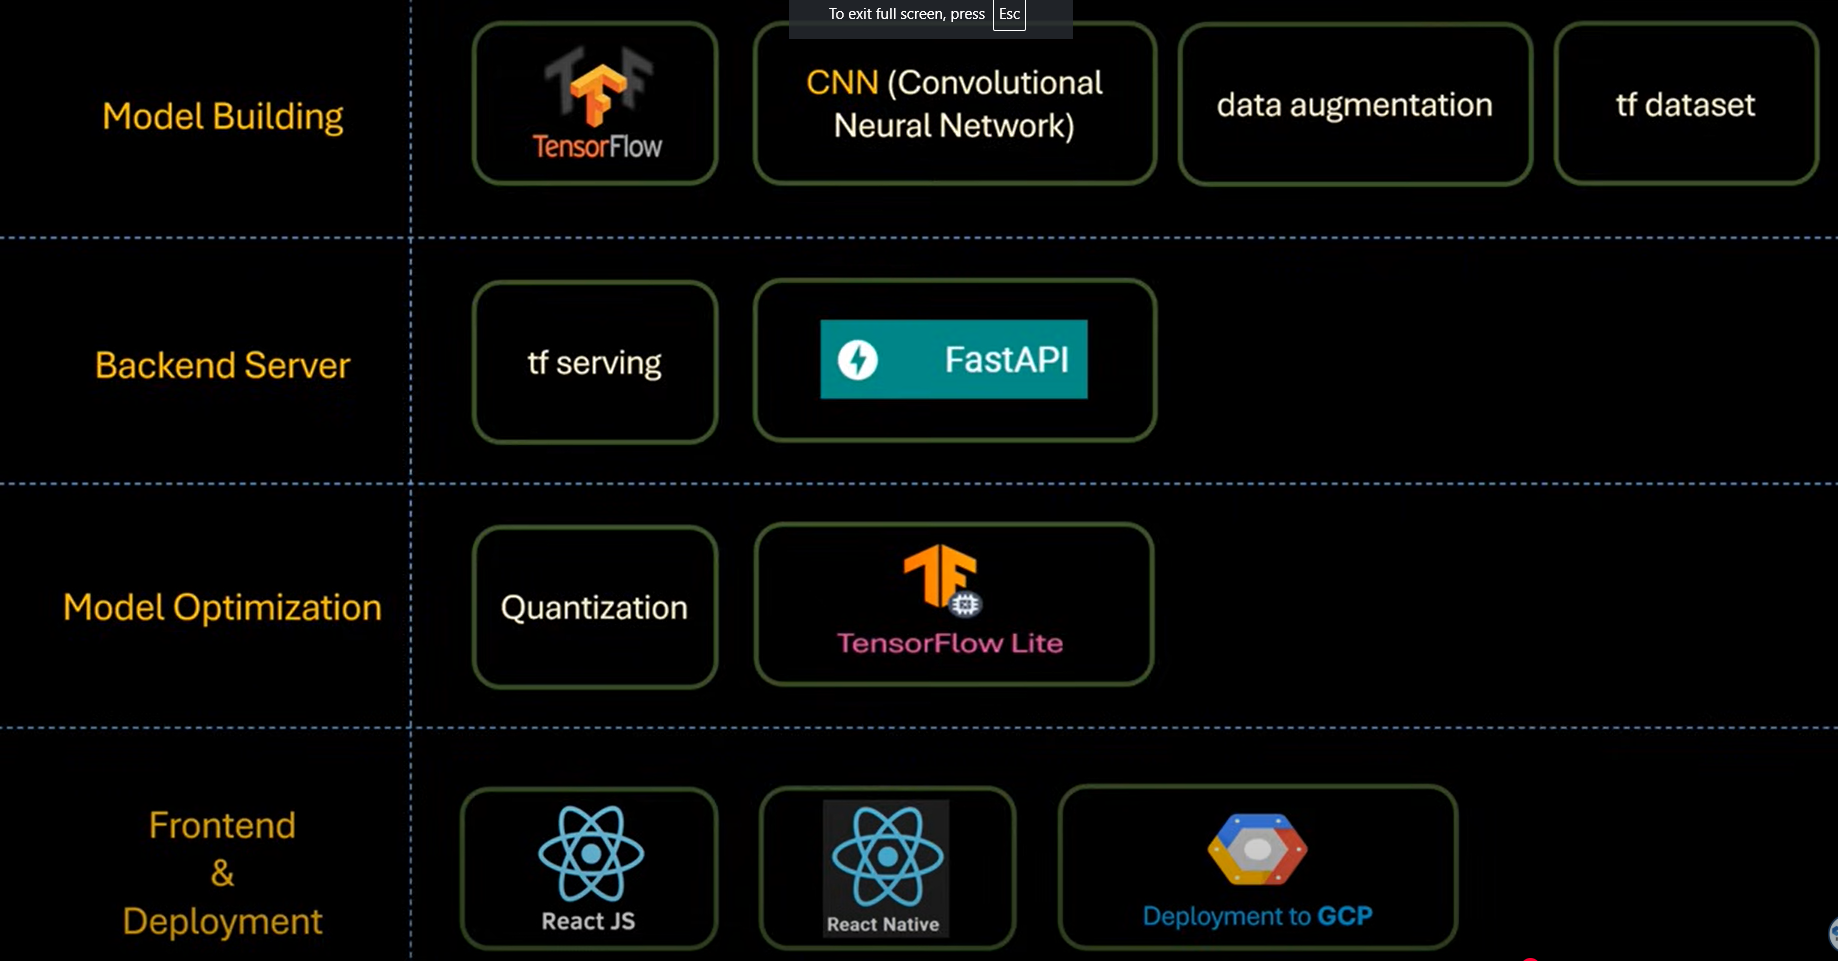 To exit full screen, press Esc
Model Building
TensorFlow
CNN (Convolutional
Neural Network)
data augmentation
tf dataset
Backend Server
tf serving
FastAPI
Model Optimization
Quantization
TensorFlow Lite
Frontend
&
Deployment
React JS
React Native
Deployment to GCP